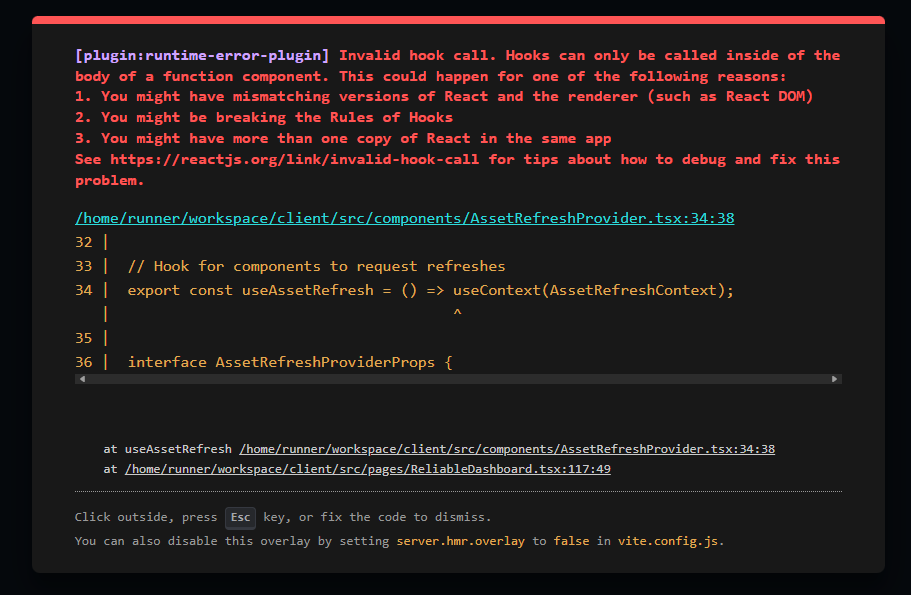 [plugin:runtime-error-plugin] Invalid hook call. Hooks can only be called inside of the
body of a function component. This could happen for one of the following reasons:
1. You might have mismatching versions of React and the renderer (such as React DOM)
2. You might be breaking the Rules of Hooks
3. You might have more than one copy of React in the same app
See https://reactjs.org/link/invalid-hook-call for tips about how to debug and fix this
problem.
/home/runner/workspace/client/src/components/AssetRefreshProvider.tsx:34:38
32 |
33 |  // Hook for components to request refreshes
34 |  export const useAssetRefresh = () => useContext(AssetRefreshContext);
   |                                       ^
35 |
36 |  interface AssetRefreshProviderProps {
at useAssetRefresh /home/runner/workspace/client/src/components/AssetRefreshProvider.tsx:34:38
at /home/runner/workspace/client/src/pages/ReliableDashboard.tsx:117:49
Click outside, press Esc key, or fix the code to dismiss.
You can also disable this overlay by setting server.hmr.overlay to false in vite.config.js.